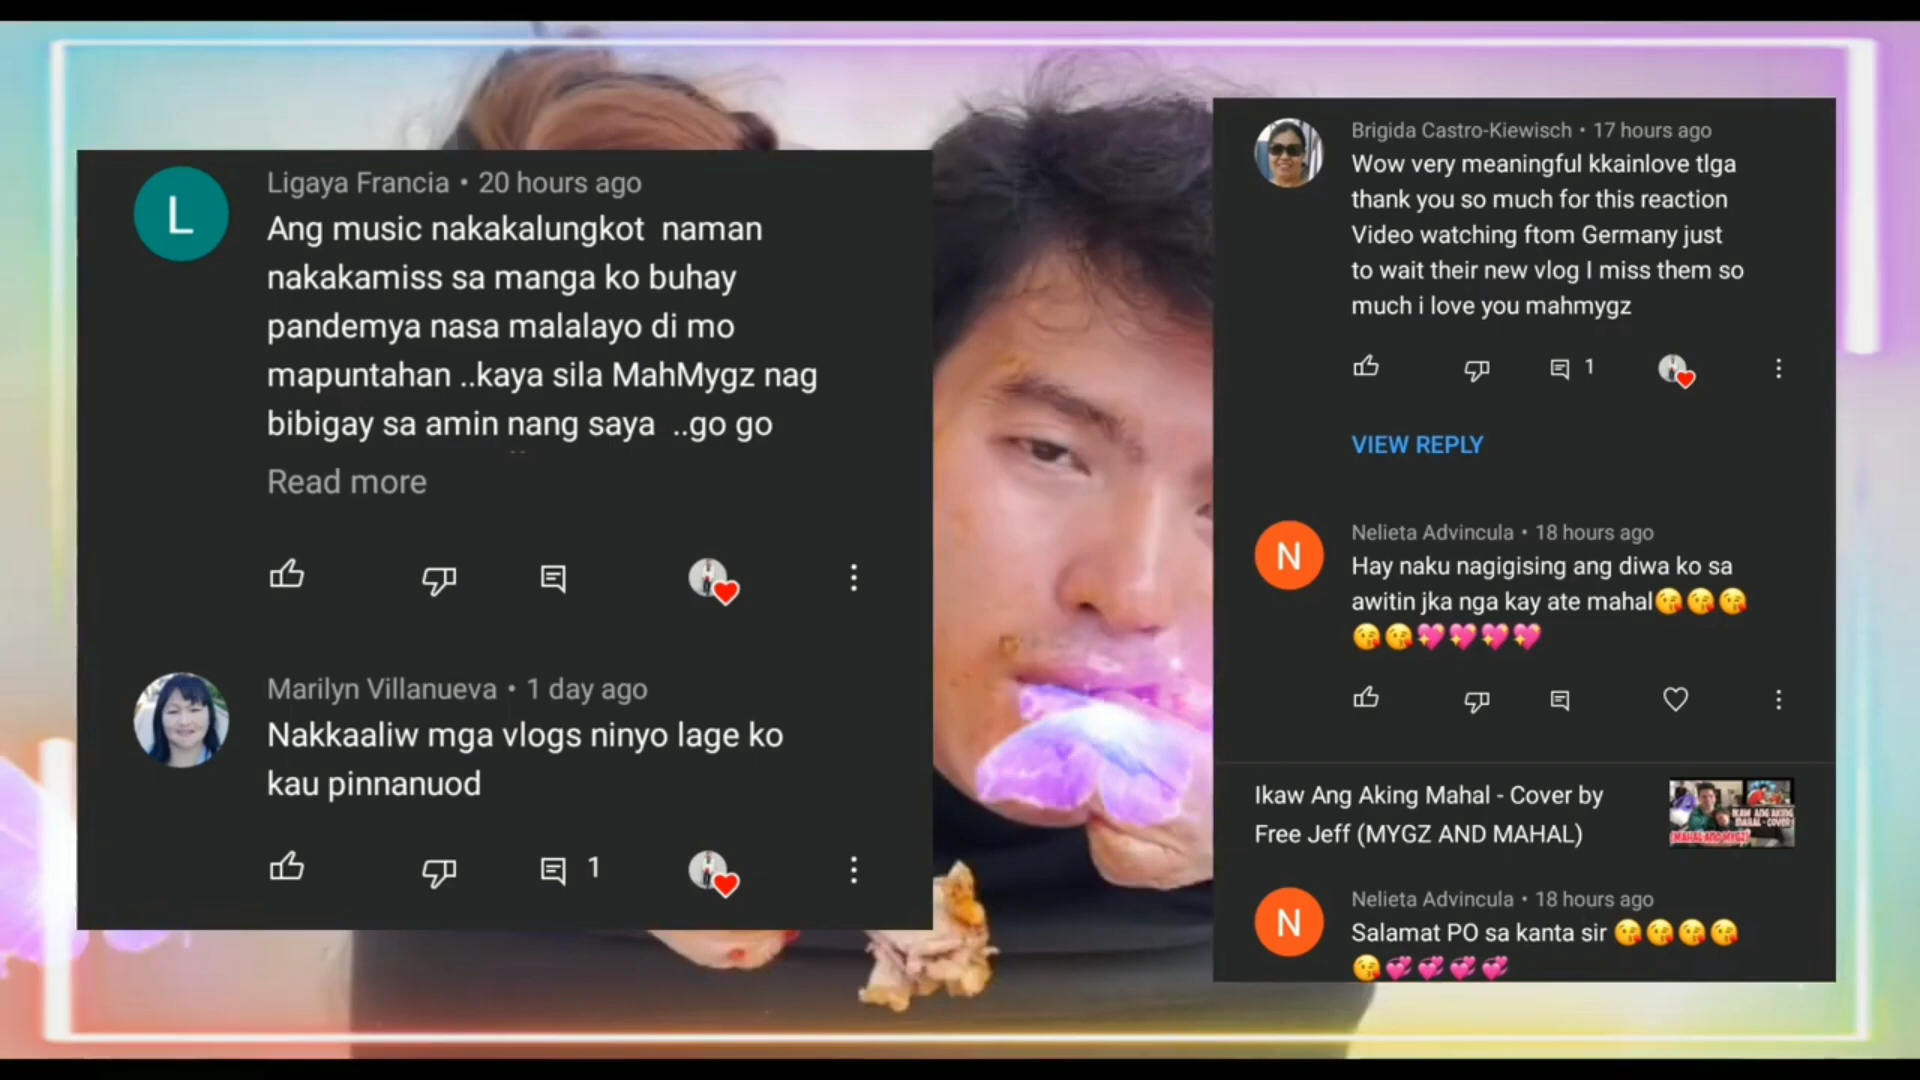 L
Ligaya Francia • 20 hours ago
Ang music nakakalungkot naman
nakakamiss sa manga ko buhay
pandemya nasa malalayo di mo
mapuntahan ..kaya sila MahMygz nag
bibigay sa amin nang saya ..go go
Read more
Marilyn Villanueva • 1 day ago
Nakkaaliw mga vlogs ninyo lage ko
kau pinnanuod
1
Brigida Castro-Kiewisch • 17 hours ago
Wow very meaningful kkainlove tlga
thank you so much for this reaction
Video watching ftom Germany just
to wait their new vlog I miss them so
much i love you mahmygz
1
VIEW REPLY
N
Nelieta Advincula • 18 hours ago
Hay naku nagigising ang diwa ko sa
awitin jka nga kay ate mahal😘😘😘
😘😘💖💖💖💖
Ikaw Ang Aking Mahal - Cover by
Free Jeff (MYGZ AND MAHAL)
IKAW ANG AKING
MAHAL - COVER
N
Nelieta Advincula • 18 hours ago
Salamat PO sa kanta sir 😘😘😘😘
😘💞💞💞💞